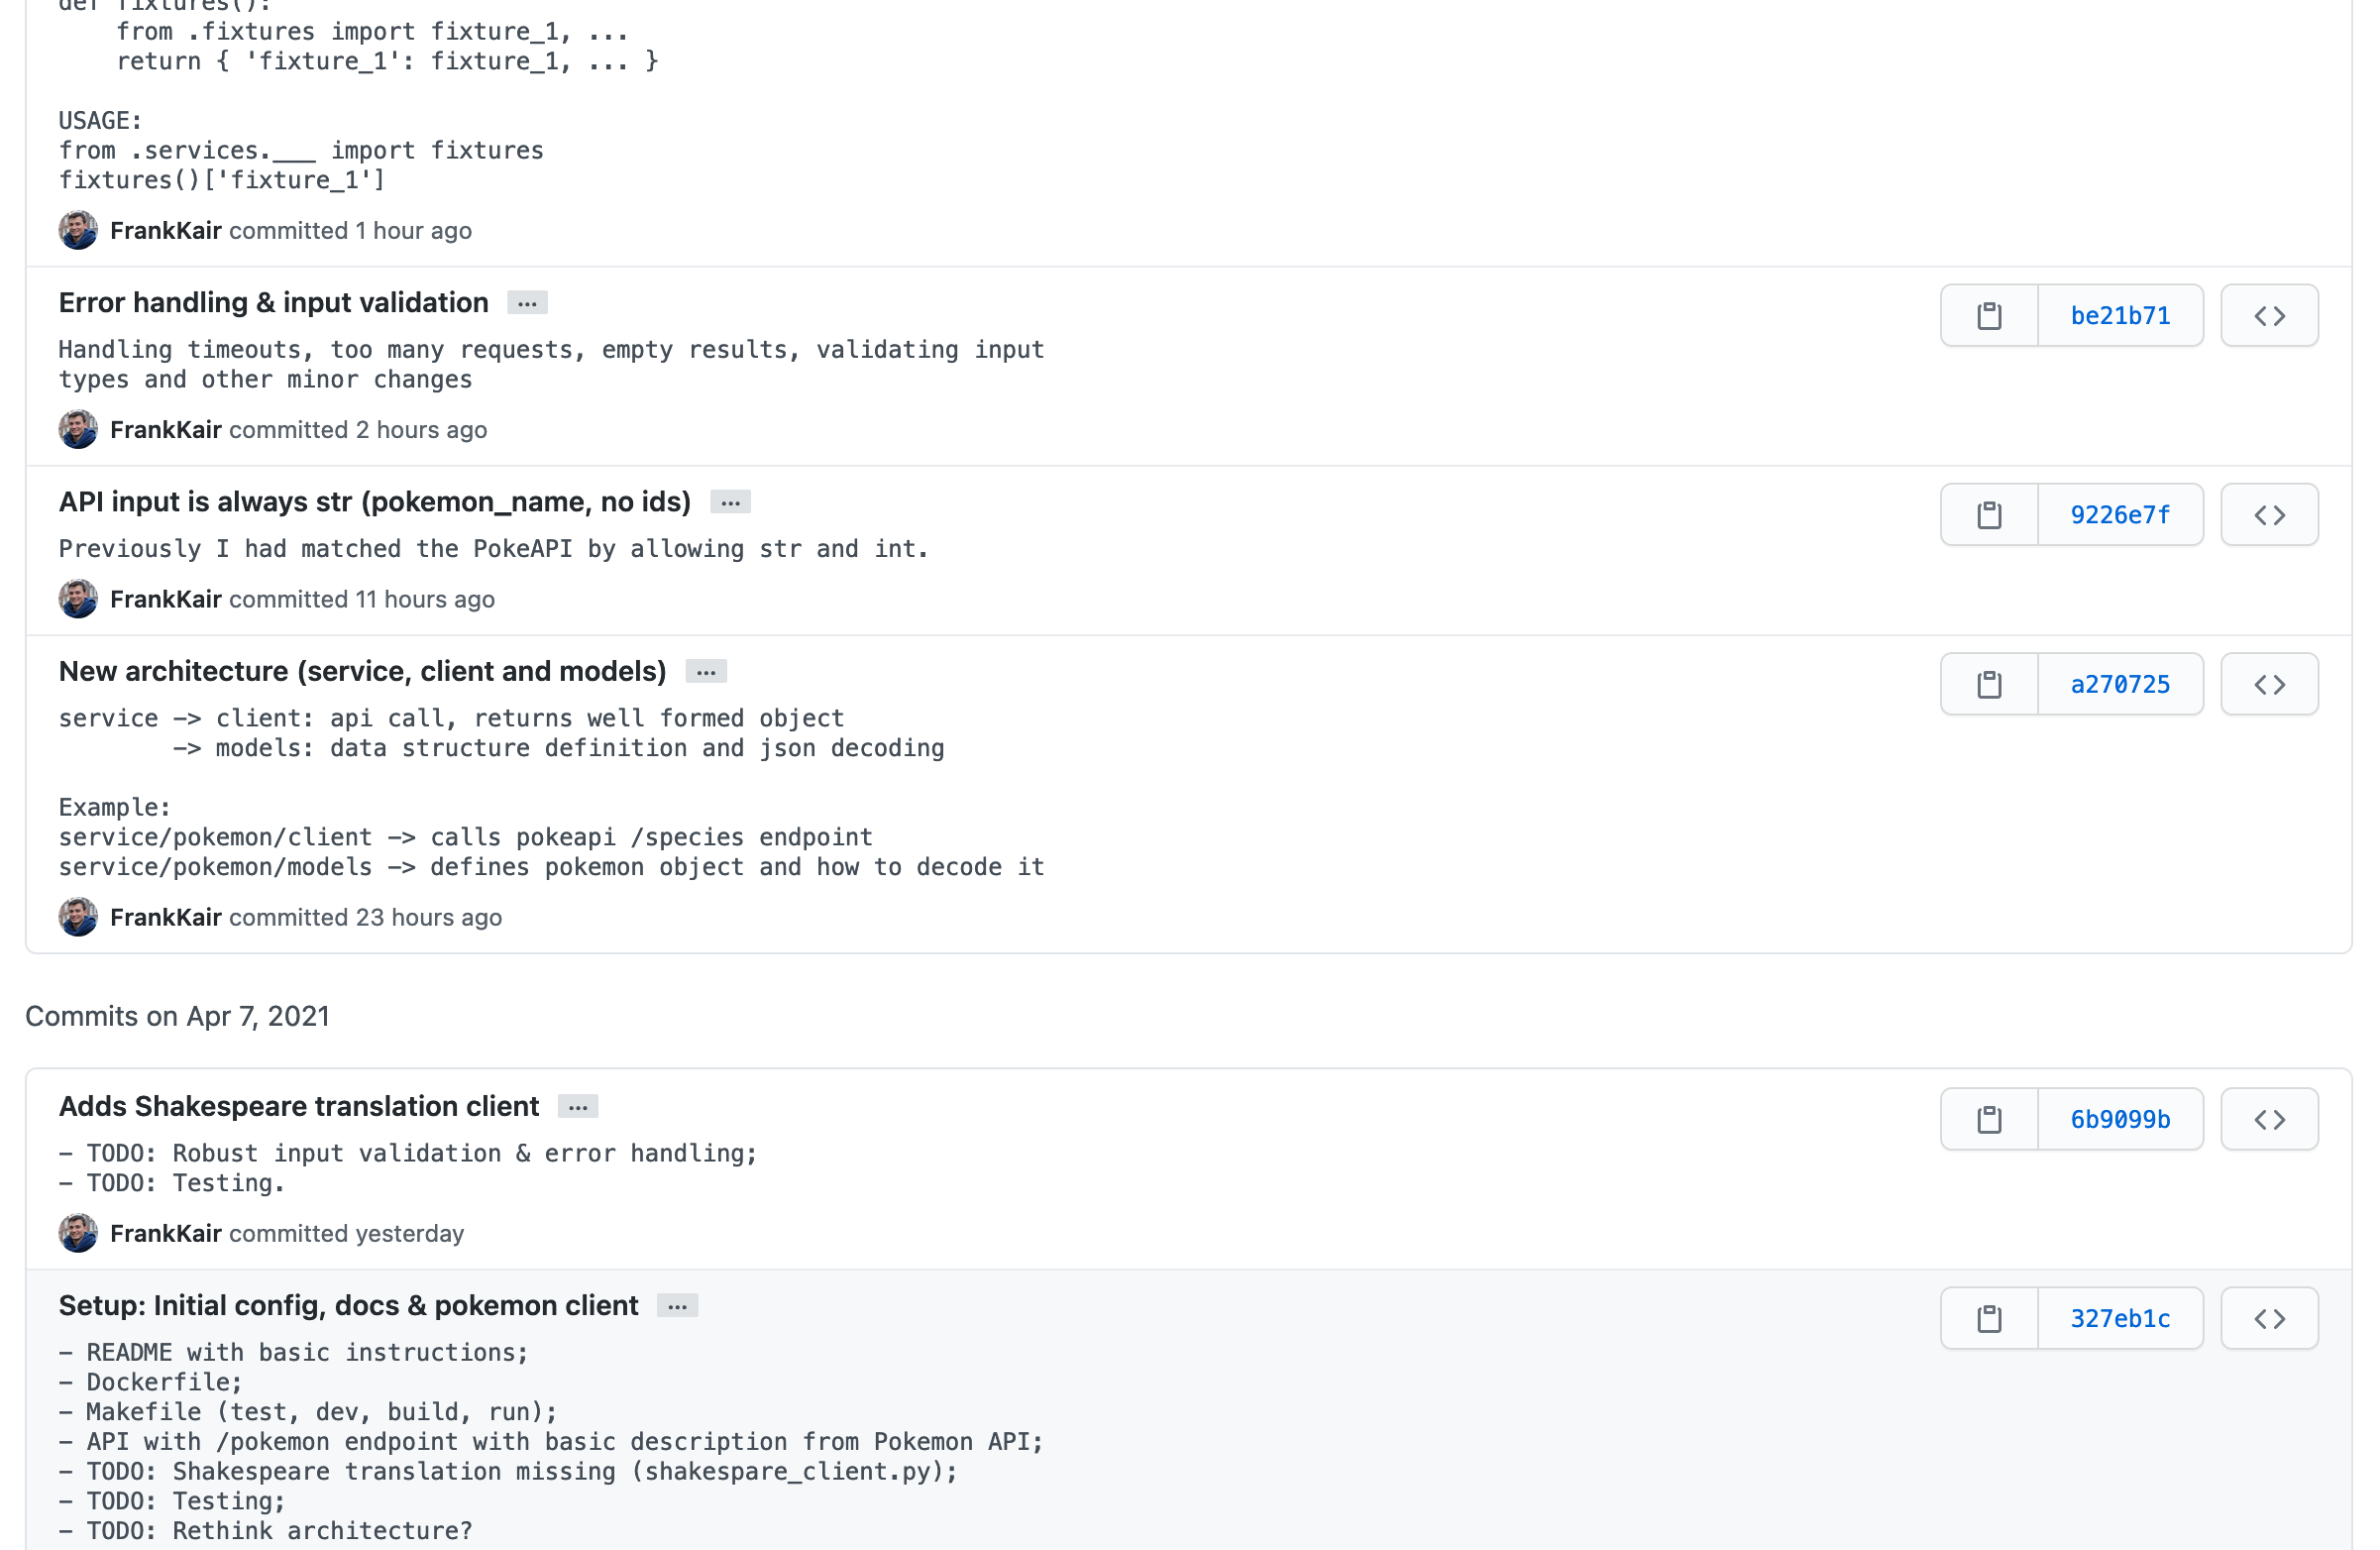 def fixtures():
    from .fixtures import fixture_1, ...
    return { 'fixture_1': fixture_1, ... }
USAGE:
from .services.___ import fixtures
fixtures()['fixture_1']
FrankKair committed 1 hour ago
Error handling & input validation ...
be21b71
Handling timeouts, too many requests, empty results, validating input
types and other minor changes
FrankKair committed 2 hours ago
API input is always str (pokemon_name, no ids) ...
9226e7f
Previously I had matched the PokeAPI by allowing str and int.
FrankKair committed 11 hours ago
New architecture (service, client and models) ...
a270725
service -> client: api call, returns well formed object
        -> models: data structure definition and json decoding
Example:
service/pokemon/client -> calls pokeapi /species endpoint
service/pokemon/models -> defines pokemon object and how to decode it
FrankKair committed 23 hours ago
Commits on Apr 7, 2021
Adds Shakespeare translation client ...
6b9099b
- TODO: Robust input validation & error handling;
- TODO: Testing.
FrankKair committed yesterday
Setup: Initial config, docs & pokemon client ...
327eb1c
- README with basic instructions;
- Dockerfile;
- Makefile (test, dev, build, run);
- API with /pokemon endpoint with basic description from Pokemon API;
- TODO: Shakespeare translation missing (shakespare_client.py);
- TODO: Testing;
- TODO: Rethink architecture?